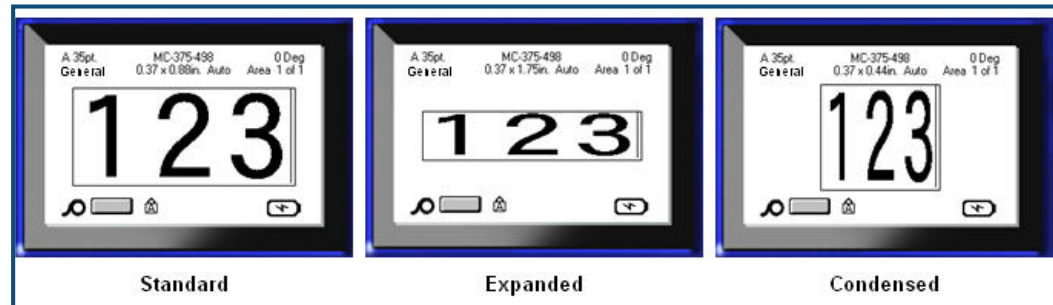 A 35pt. MC-375-498 0 Deg
General 0.37 x 0.88in. Auto Area 1 of 1
123
A
Standard
A 35pt. MC-375-498 0 Deg
General 0.37 x 1.75in. Auto Area 1 of 1
123
A
Expanded
A 35pt. MC-375-498 0 Deg
General 0.37 x 0.44in. Auto Area 1 of 1
123
A
Condensed